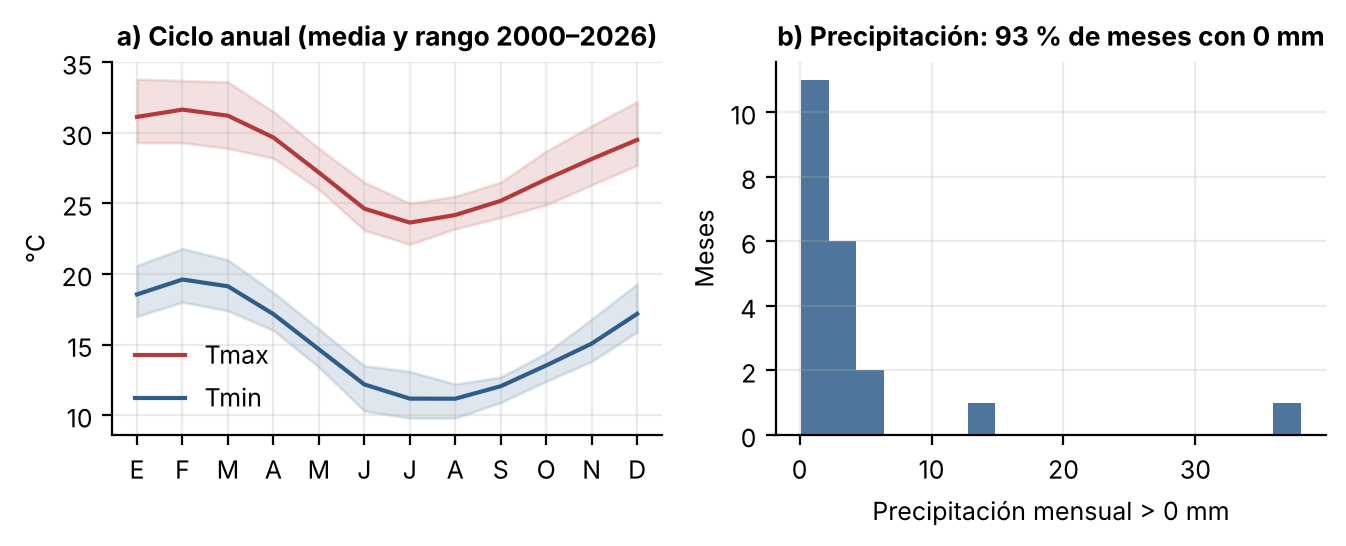 a) Ciclo anual (media y rango 2000–2026)
35
30
25
20
15
10
°C
Tmax
Tmin
E F M A M J J A S O N D
b) Precipitación: 93 % de meses con 0 mm
10
8
6
4
2
0
Meses
0 10 20 30
Precipitación mensual > 0 mm